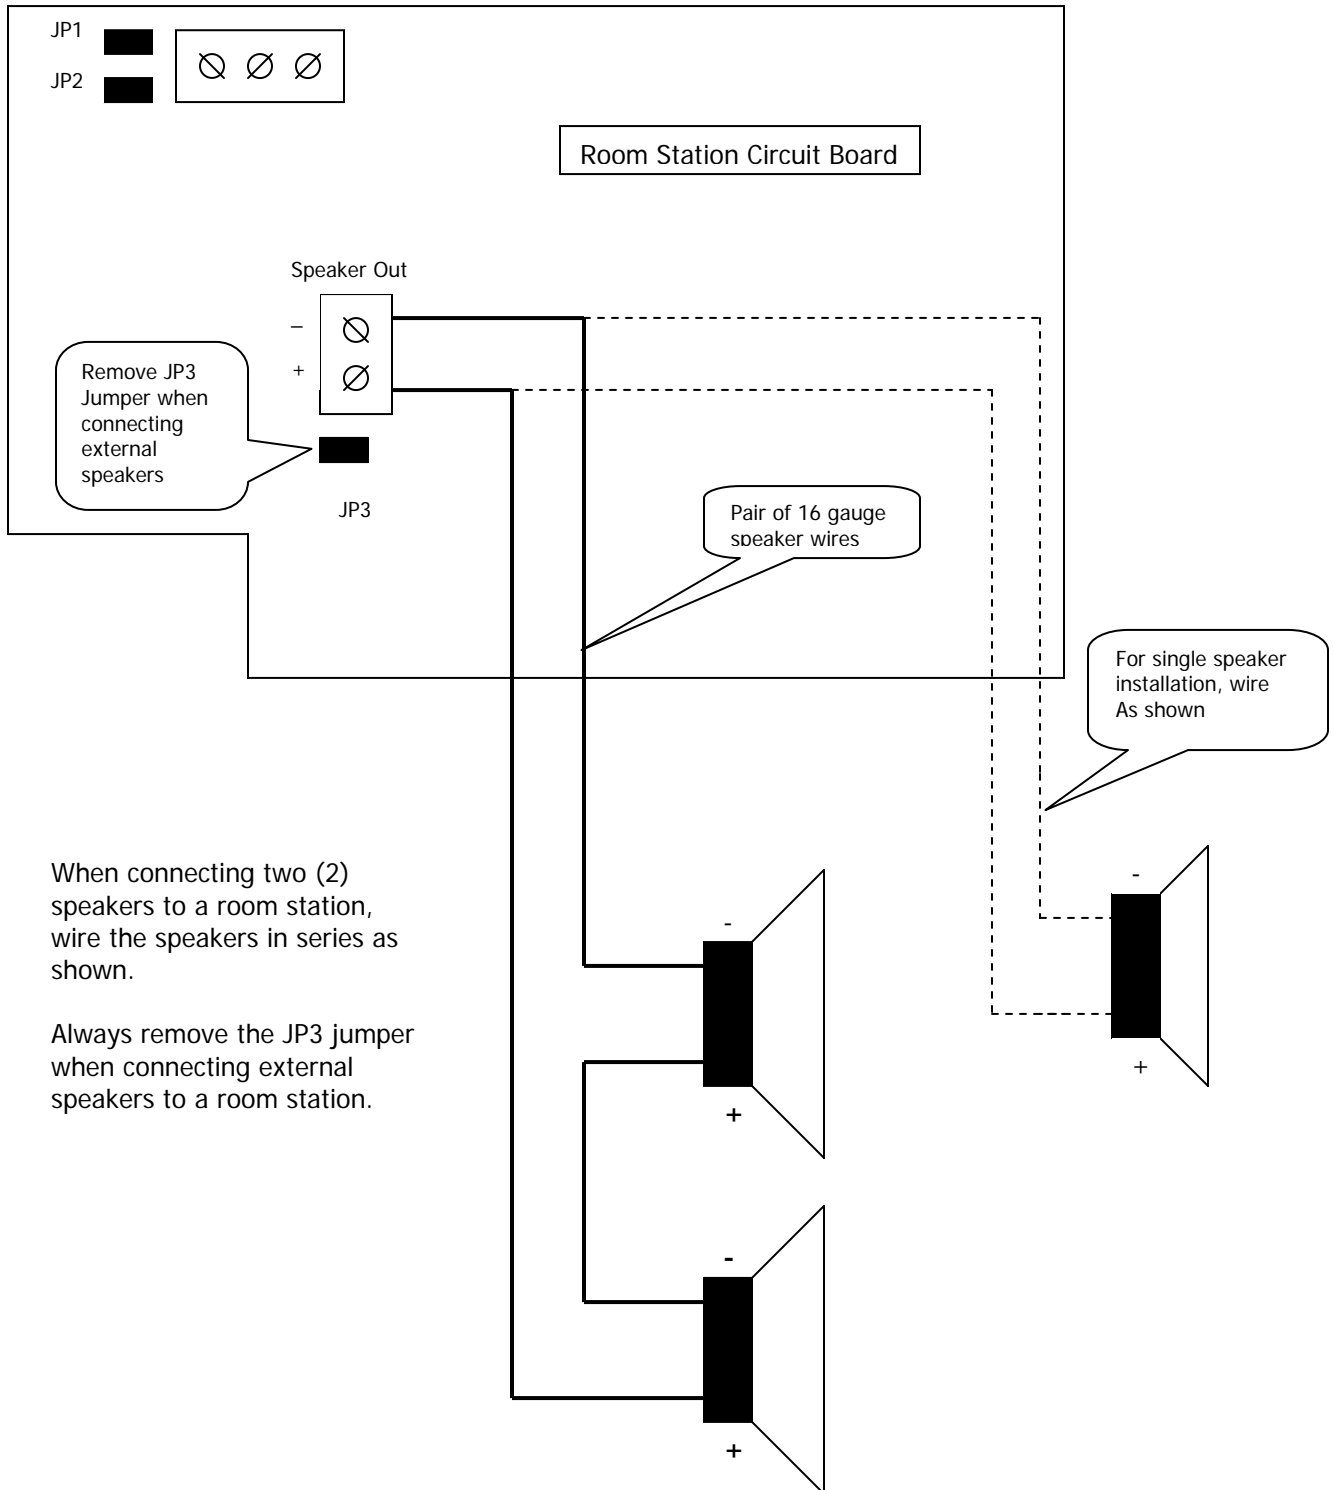 JP1
JP2
Room Station Circuit Board
Speaker Out
–
+
Remove JP3
Jumper when
connecting
external
speakers
JP3
Pair of 16 gauge
speaker wires
For single speaker
installation, wire
As shown
When connecting two (2)
speakers to a room station,
wire the speakers in series as
shown.
Always remove the JP3 jumper
when connecting external
speakers to a room station.
-
+
-
+
-
+